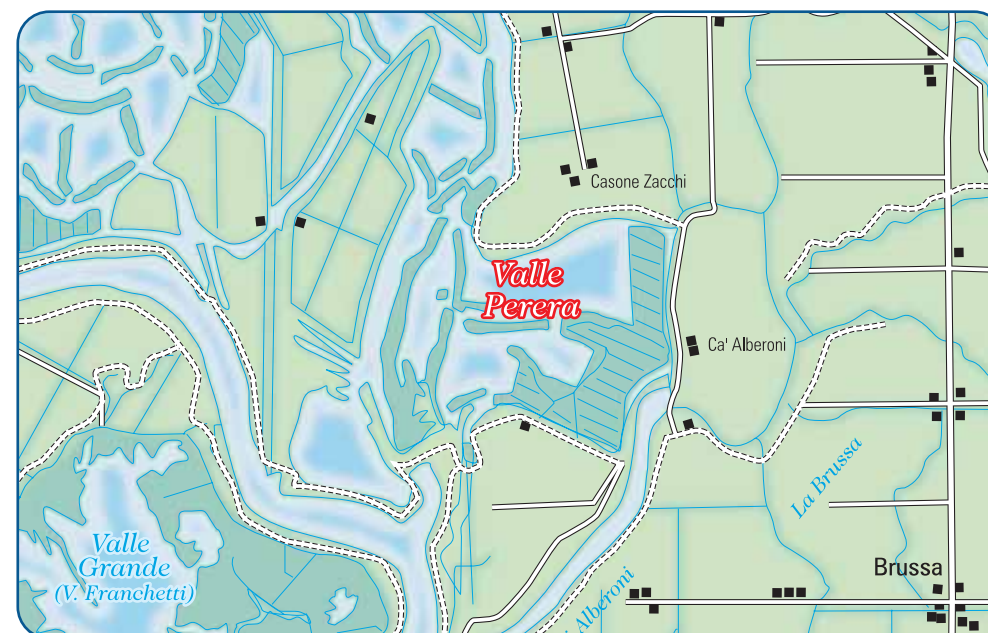 Casone Zacchi
Valle
Perera
Ca' Alberoni
La Brussa
Valle
Grande
(V. Franchetti)
Brussa
Alberoni